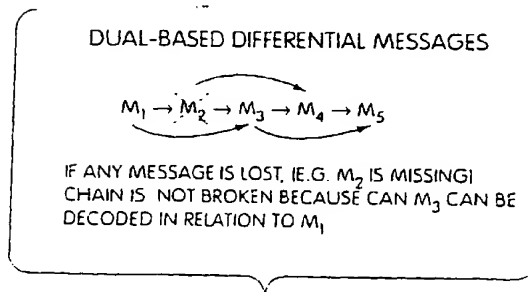 DUAL-BASED DIFFERENTIAL MESSAGES
M₁ → M₂ → M₃ → M₄ → M₅
IF ANY MESSAGE IS LOST, (E.G. M₂ IS MISSING)
CHAIN IS NOT BROKEN BECAUSE CAN M₃ CAN BE
DECODED IN RELATION TO M₁